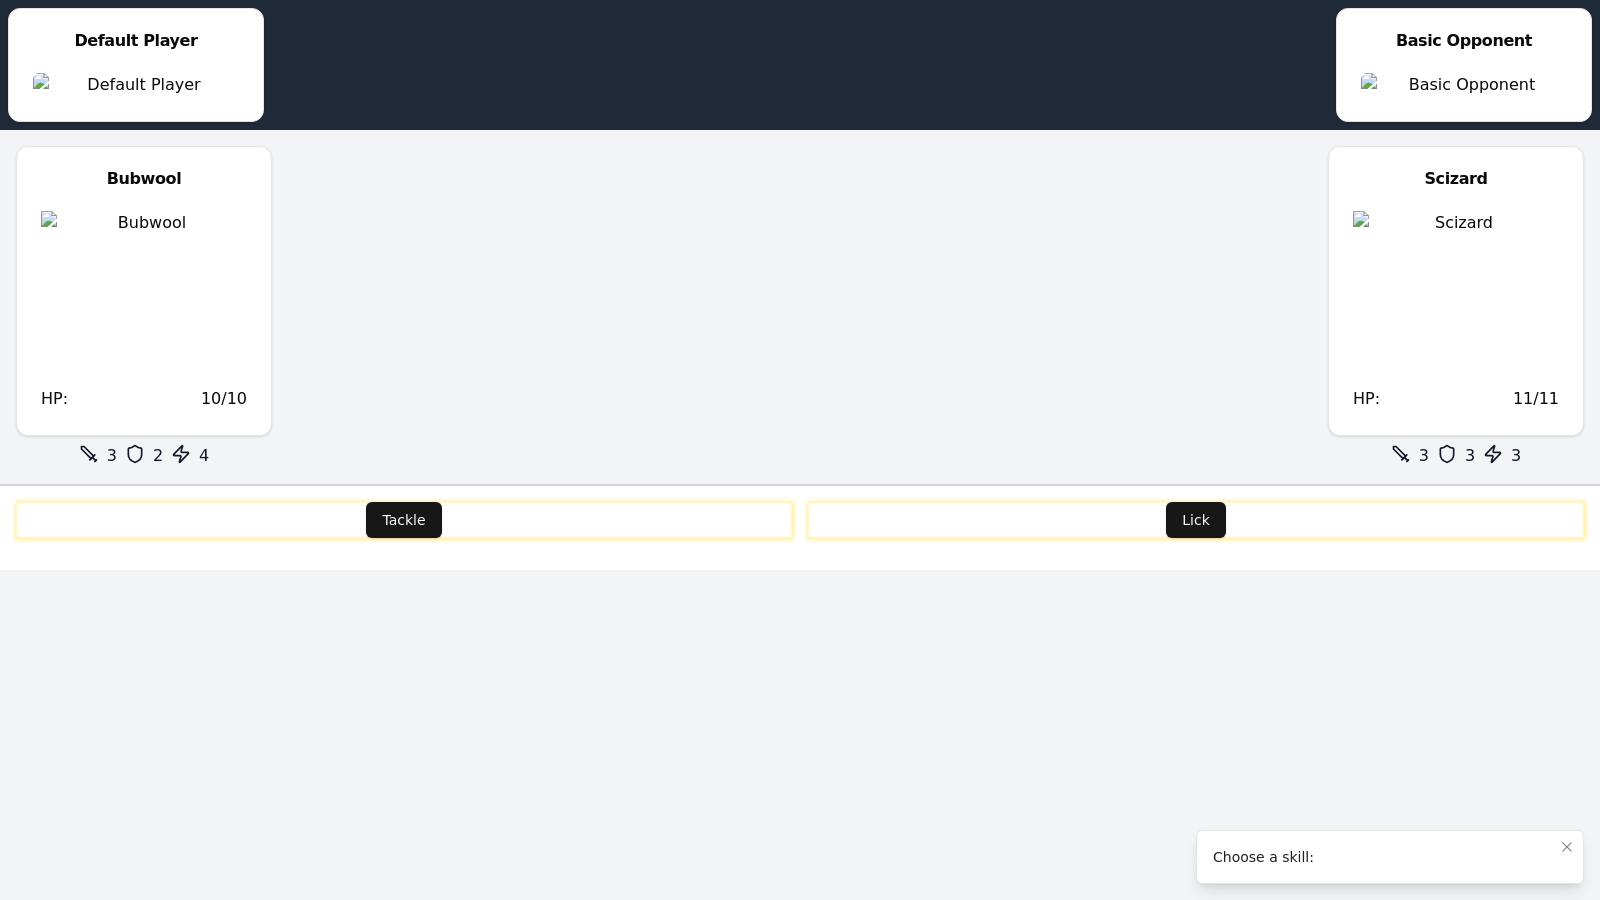 Default Player
Default Player
Basic Opponent
Basic Opponent
Bubwool
Bubwool
HP: 10/10
3 2 4
Scizard
Scizard
HP: 11/11
3 3 3
Tackle
Lick
Choose a skill: